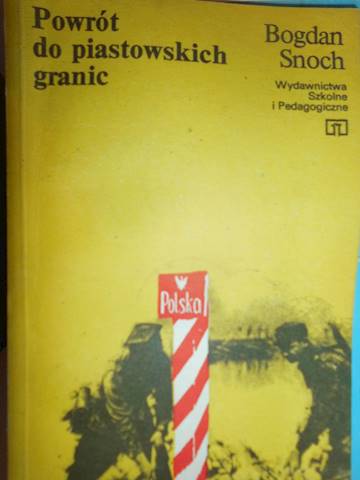 Powrót
do piastowskich
granic
Bogdan
Snoch
Wydawnictwa
Szkolne
i Pedagogiczne
Polska